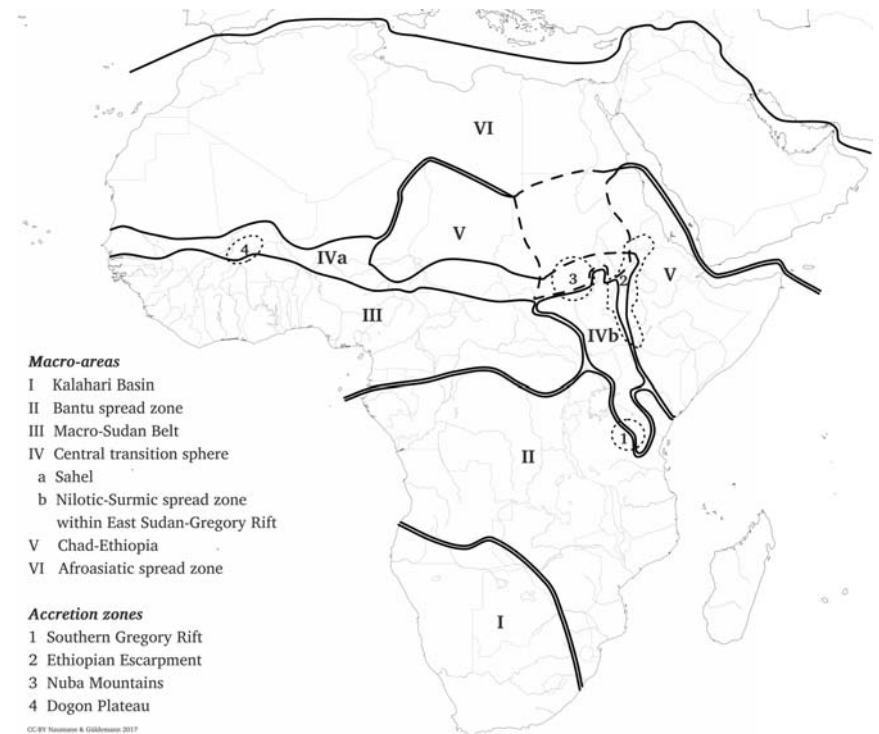 VI
V
4
IVa
3
2
V
III
IVb
1
II
I
Macro-areas
I Kalahari Basin
II Bantu spread zone
III Macro-Sudan Belt
IV Central transition sphere
a Sahel
b Nilotic-Surmic spread zone
within East Sudan-Gregory Rift
V Chad-Ethiopia
VI Afroasiatic spread zone
Accretion zones
1 Southern Gregory Rift
2 Ethiopian Escarpment
3 Nuba Mountains
4 Dogon Plateau
CC-BY Naumann & Güldemann 2017